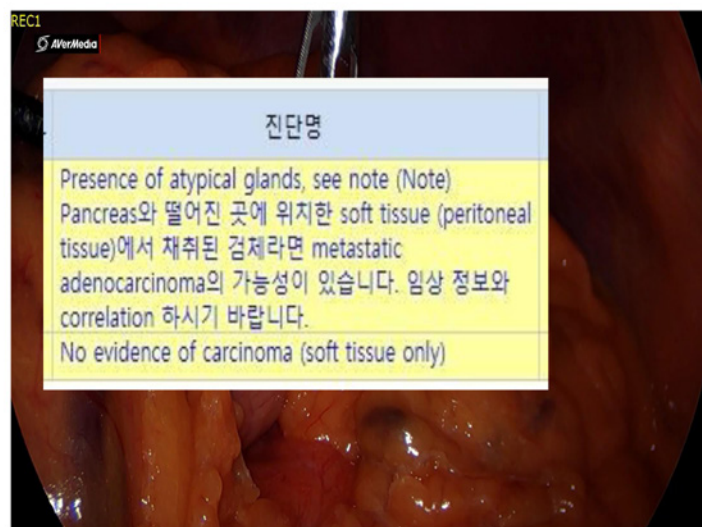 REC1
AVerMedia
진단명
Presence of atypical glands, see note (Note)
Pancreas와 떨어진 곳에 위치한 soft tissue (peritoneal
tissue)에서 채취된 검체라면 metastatic
adenocarcinoma의 가능성이 있습니다. 임상 정보와
correlation 하시기 바랍니다.
No evidence of carcinoma (soft tissue only)